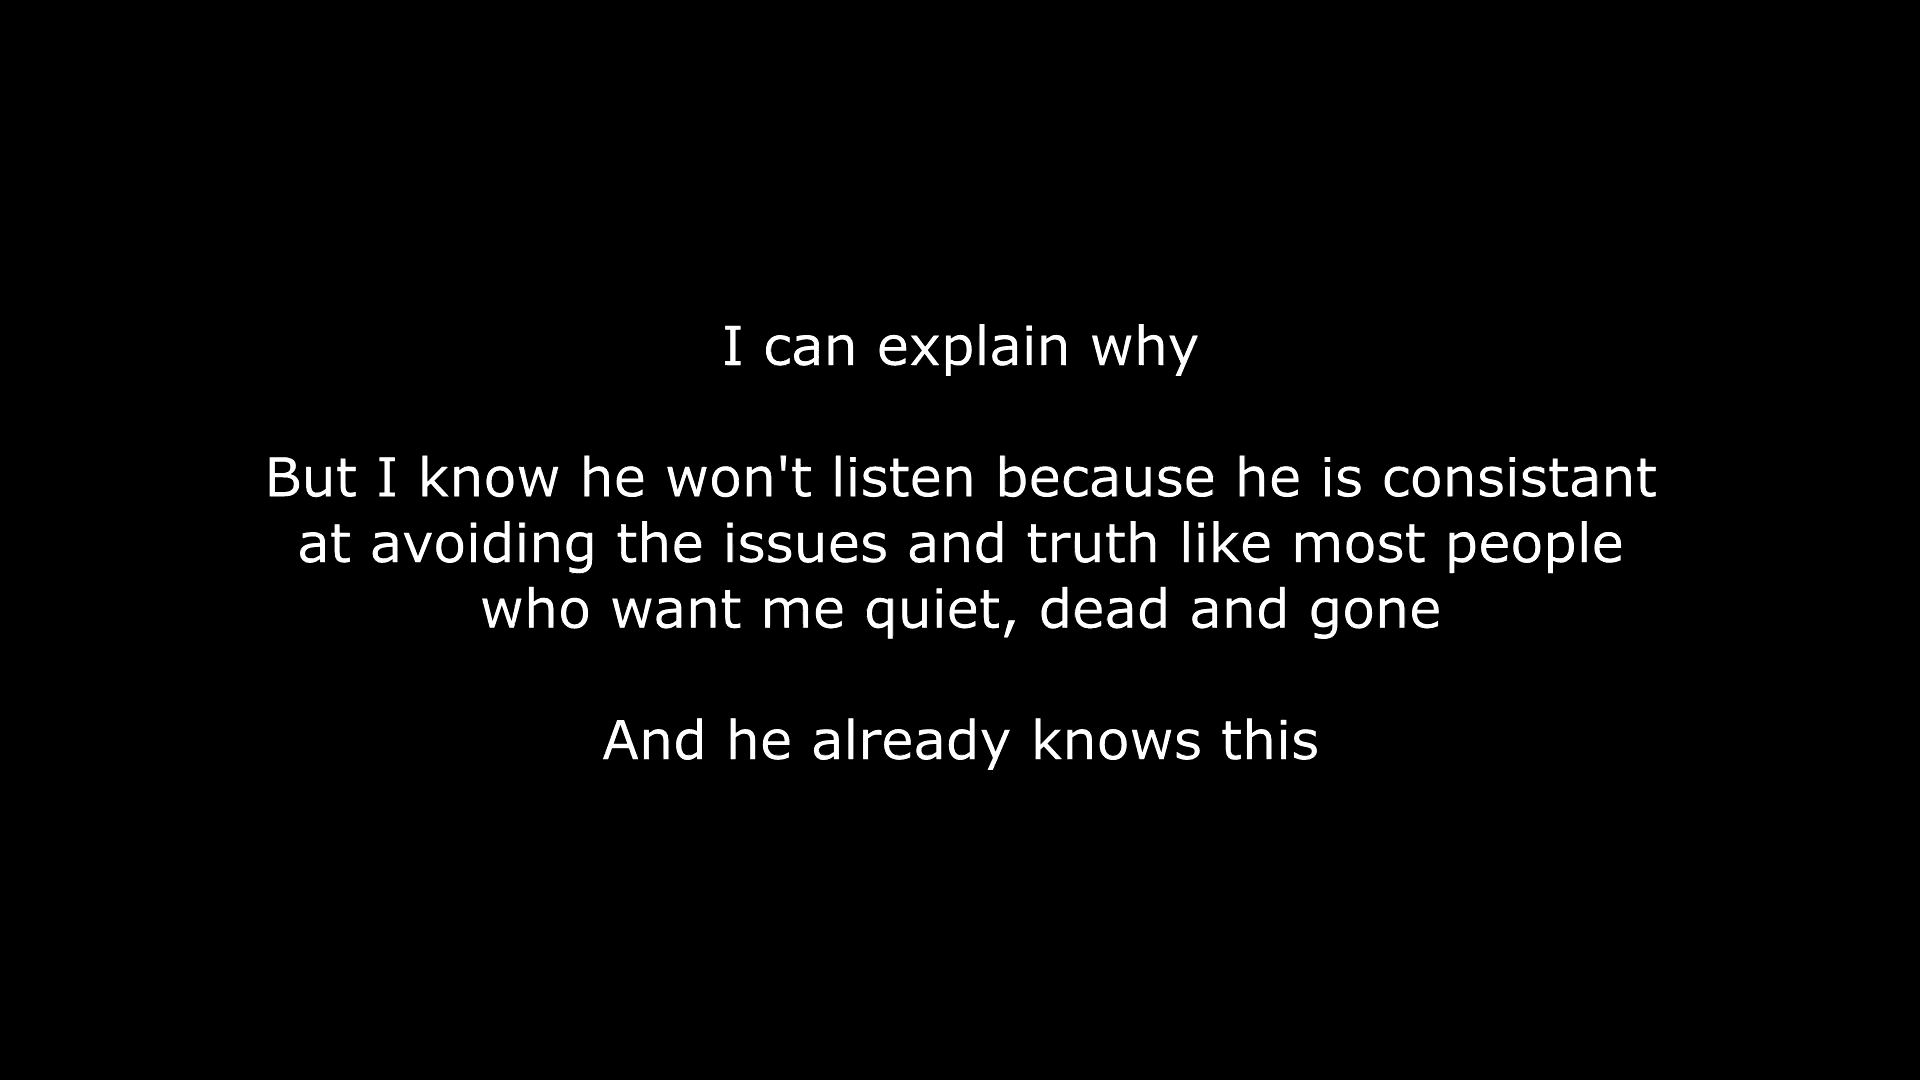 I can explain why
But I know he won't listen because he is consistant
at avoiding the issues and truth like most people
who want me quiet, dead and gone
And he already knows this